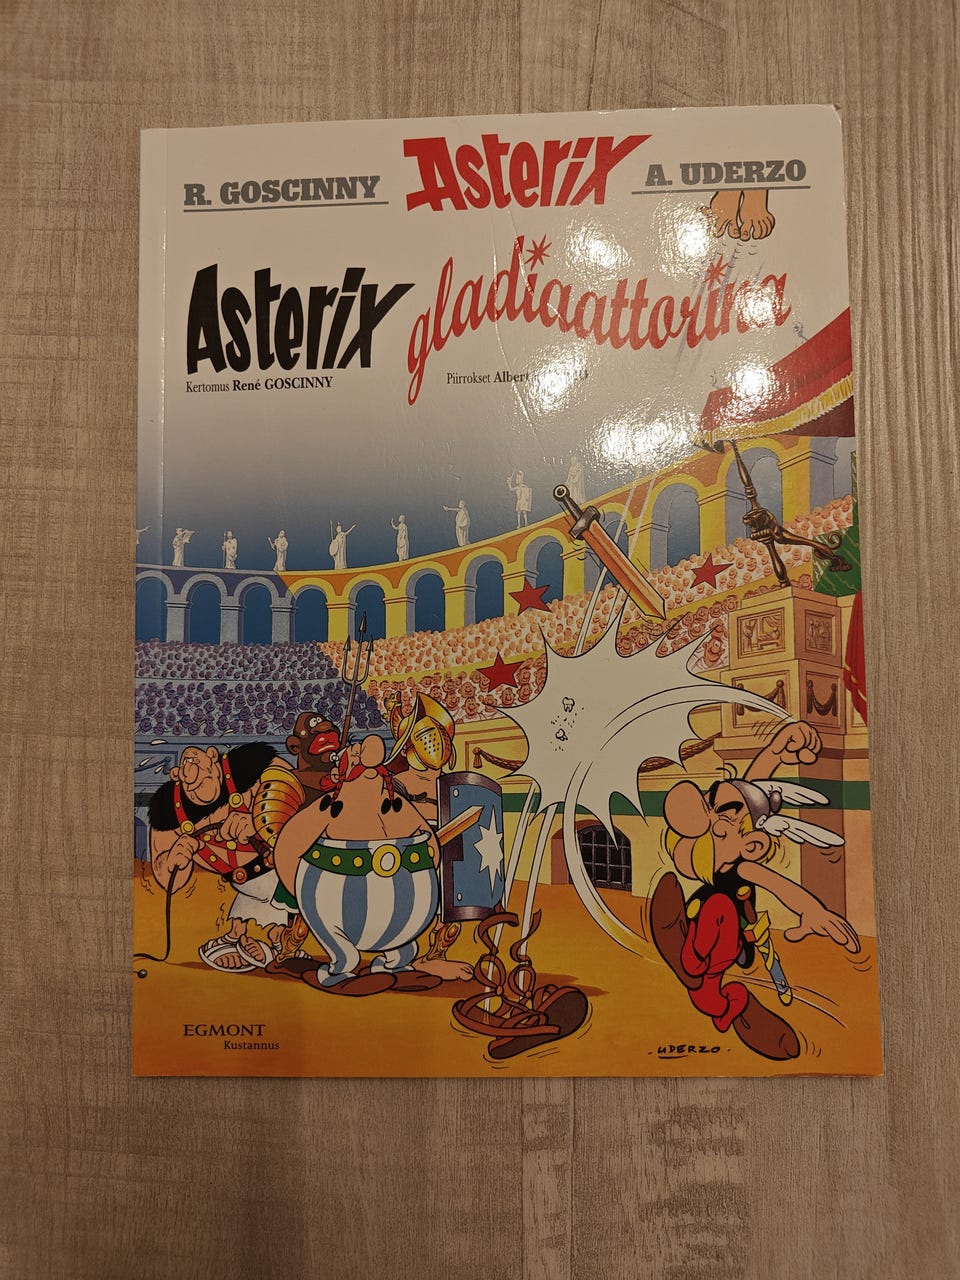 R. GOSCINNY Asterix A. UDERZO
Asterix gladiaattorina
Kertomus René GOSCINNY
Piirrokset Albert
EGMONT
Kustannus
· UDERZO ·